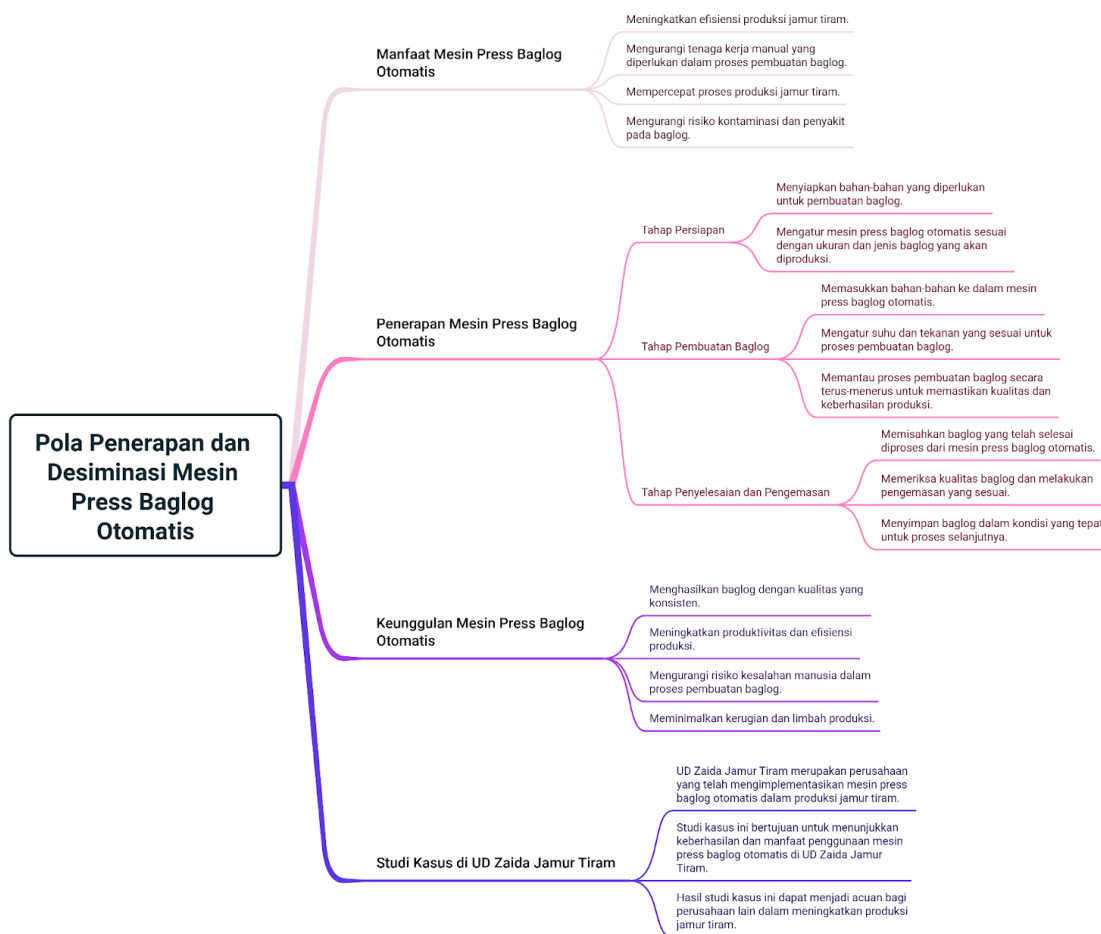 Pola Penerapan dan
Desiminasi Mesin
Press Baglog
Otomatis
Manfaat Mesin Press Baglog
Otomatis
Meningkatkan efisiensi produksi jamur tiram.
Mengurangi tenaga kerja manual yang
diperlukan dalam proses pembuatan baglog.
Mempercepat proses produksi jamur tiram.
Mengurangi risiko kontaminasi dan penyakit
pada baglog.
Penerapan Mesin Press Baglog
Otomatis
Tahap Persiapan
Menyiapkan bahan-bahan yang diperlukan
untuk pembuatan baglog.
Mengatur mesin press baglog otomatis sesuai
dengan ukuran dan jenis baglog yang akan
diproduksi.
Tahap Pembuatan Baglog
Memasukkan bahan-bahan ke dalam mesin
press baglog otomatis.
Mengatur suhu dan tekanan yang sesuai untuk
proses pembuatan baglog.
Memantau proses pembuatan baglog secara
terus-menerus untuk memastikan kualitas dan
keberhasilan produksi.
Tahap Penyelesaian dan Pengemasan
Memisahkan baglog yang telah selesai
diproses dari mesin press baglog otomatis.
Memeriksa kualitas baglog dan melakukan
pengemasan yang sesuai.
Menyimpan baglog dalam kondisi yang tepat
untuk proses selanjutnya.
Keunggulan Mesin Press Baglog
Otomatis
Menghasilkan baglog dengan kualitas yang
konsisten.
Meningkatkan produktivitas dan efisiensi
produksi.
Mengurangi risiko kesalahan manusia dalam
proses pembuatan baglog.
Meminimalkan kerugian dan limbah produksi.
Studi Kasus di UD Zaida Jamur Tiram
UD Zaida Jamur Tiram merupakan perusahaan
yang telah mengimplementasikan mesin press
baglog otomatis dalam produksi jamur tiram.
Studi kasus ini bertujuan untuk menunjukkan
keberhasilan dan manfaat penggunaan mesin
press baglog otomatis di UD Zaida Jamur
Tiram.
Hasil studi kasus ini dapat menjadi acuan bagi
perusahaan lain dalam meningkatkan produksi
jamur tiram.